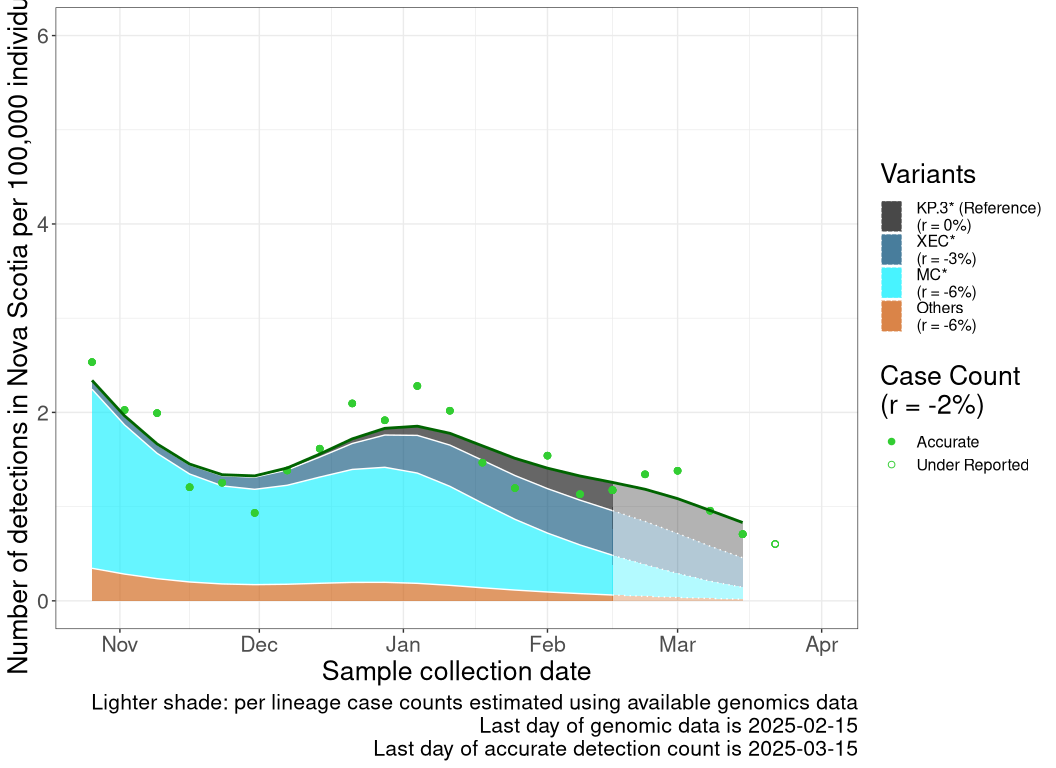 Number of detections in Nova Scotia per 100,000
6
4
2
0
Nov Dec Jan Feb Mar Apr
Sample collection date
Lighter shade: per lineage case counts estimated using available genomics data
Last day of genomic data is 2025-02-15
Last day of accurate detection count is 2025-03-15
Variants
KP.3* (Reference)
(r = 0%)
XEC*
(r = -3%)
MC*
(r = -6%)
Others
(r = -6%)
Case Count
(r = -2%)
Accurate
Under Reported